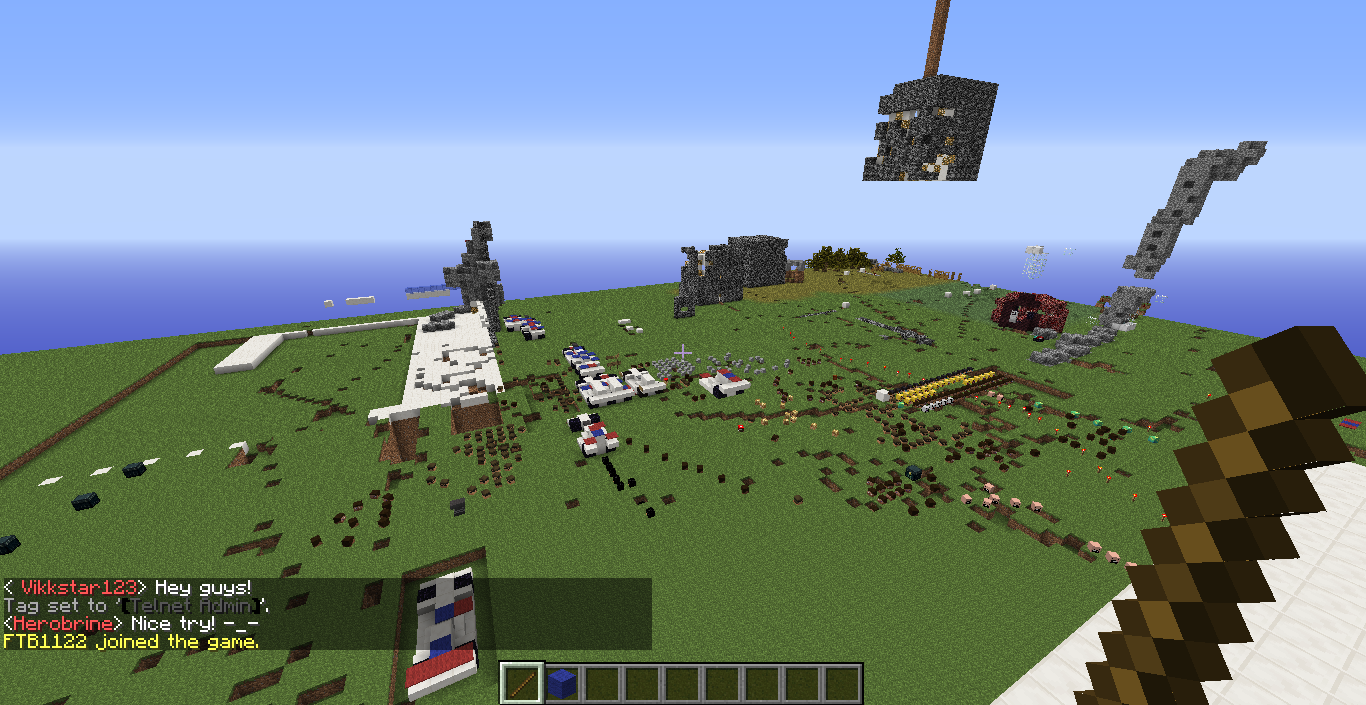 < Vikkstar123> Hey guys!
Tag set to '[Telnet Admin]'.
<Herobrine> Nice try! -_-
FTB1122 joined the game.